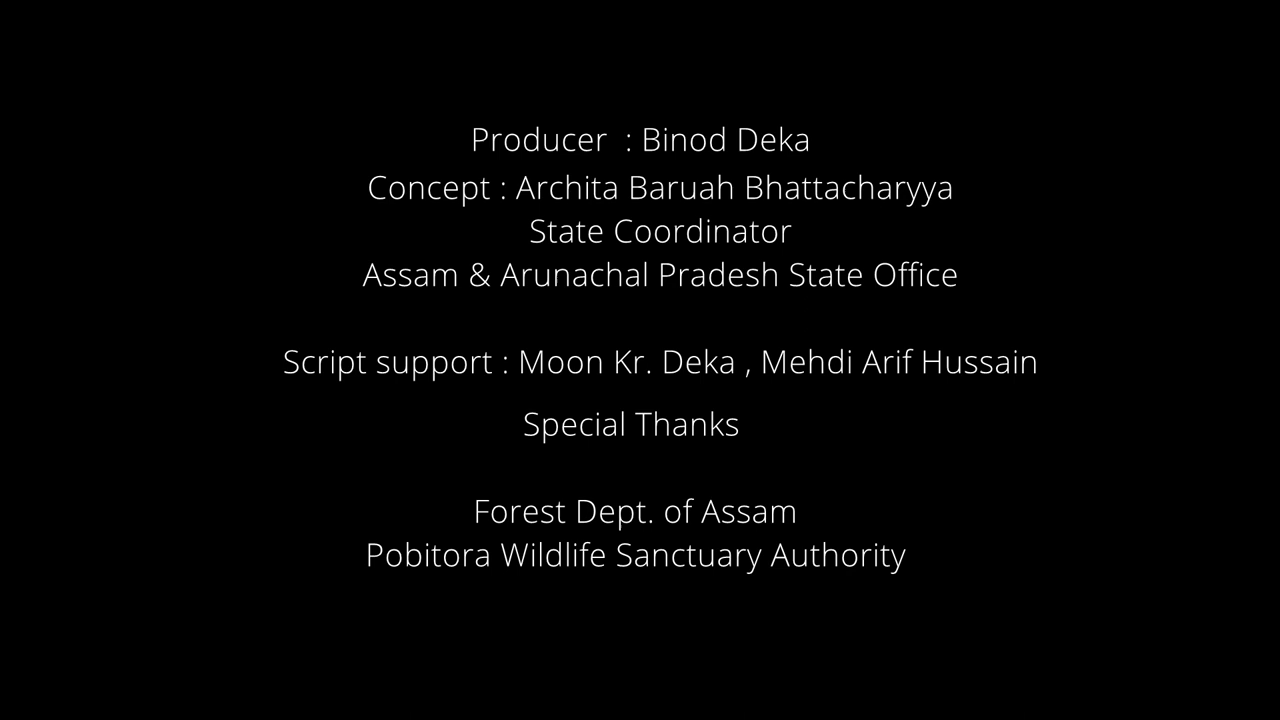 Producer  : Binod Deka
Concept : Archita Baruah Bhattacharyya
State Coordinator
Assam & Arunachal Pradesh State Office
Script support : Moon Kr. Deka , Mehdi Arif Hussain
Special Thanks
Forest Dept. of Assam
Pobitora Wildlife Sanctuary Authority